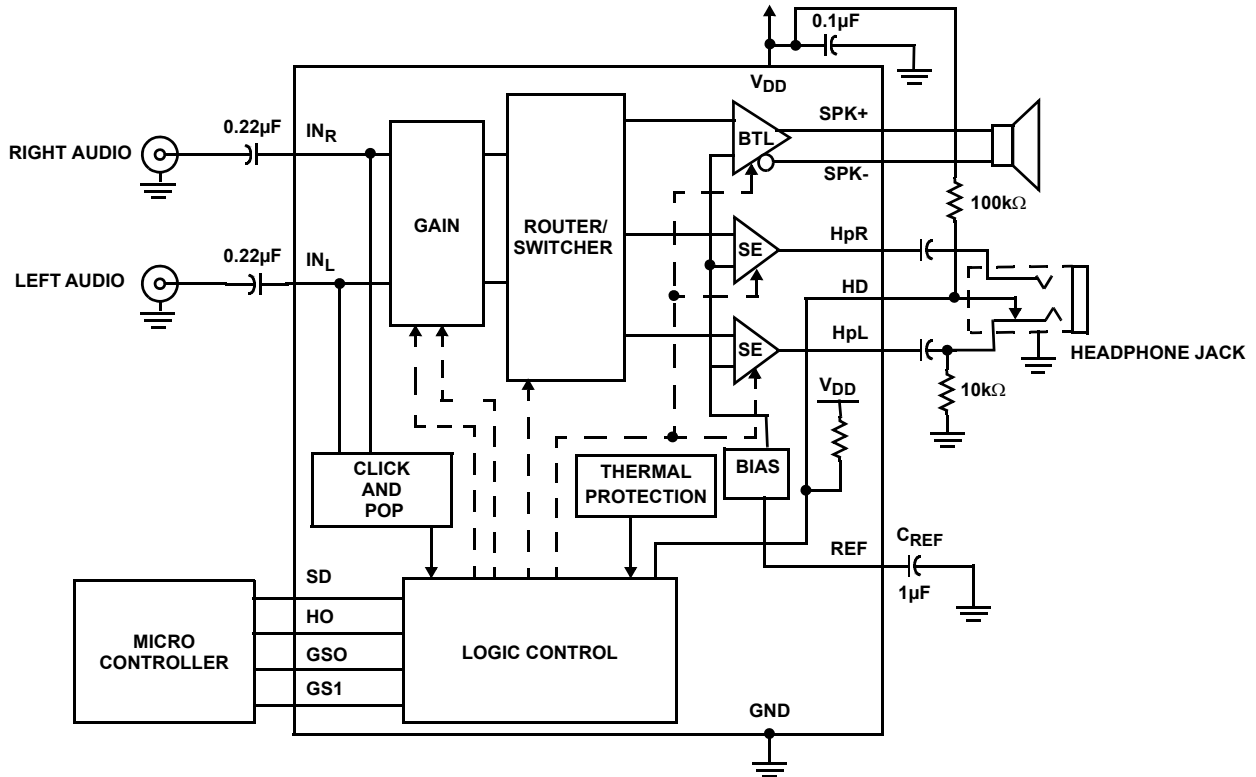 0.1µF
VDD
0.22µF
INR
RIGHT AUDIO
SPK+
BTL
SPK-
100kΩ
GAIN
ROUTER/
SWITCHER
HpR
SE
0.22µF
INL
LEFT AUDIO
HD
HpL
SE
HEADPHONE JACK
VDD
10kΩ
CLICK
AND
POP
THERMAL
PROTECTION
BIAS
REF
CREF
1µF
SD
HO
GSO
GS1
MICRO
CONTROLLER
LOGIC CONTROL
GND